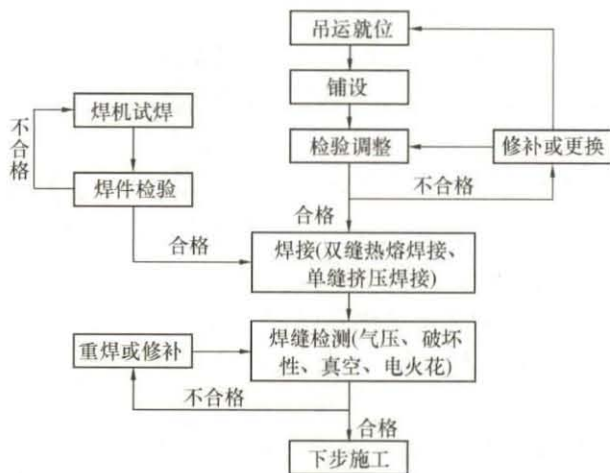 吊运就位
铺设
焊机试焊
不合格
检验调整
修补或更换
焊件检验
不合格
合格
合格
焊接(双缝热熔焊接、
单缝挤压焊接)
焊缝检测(气压、破坏
性、真空、电火花)
重焊或修补
不合格
合格
下步施工